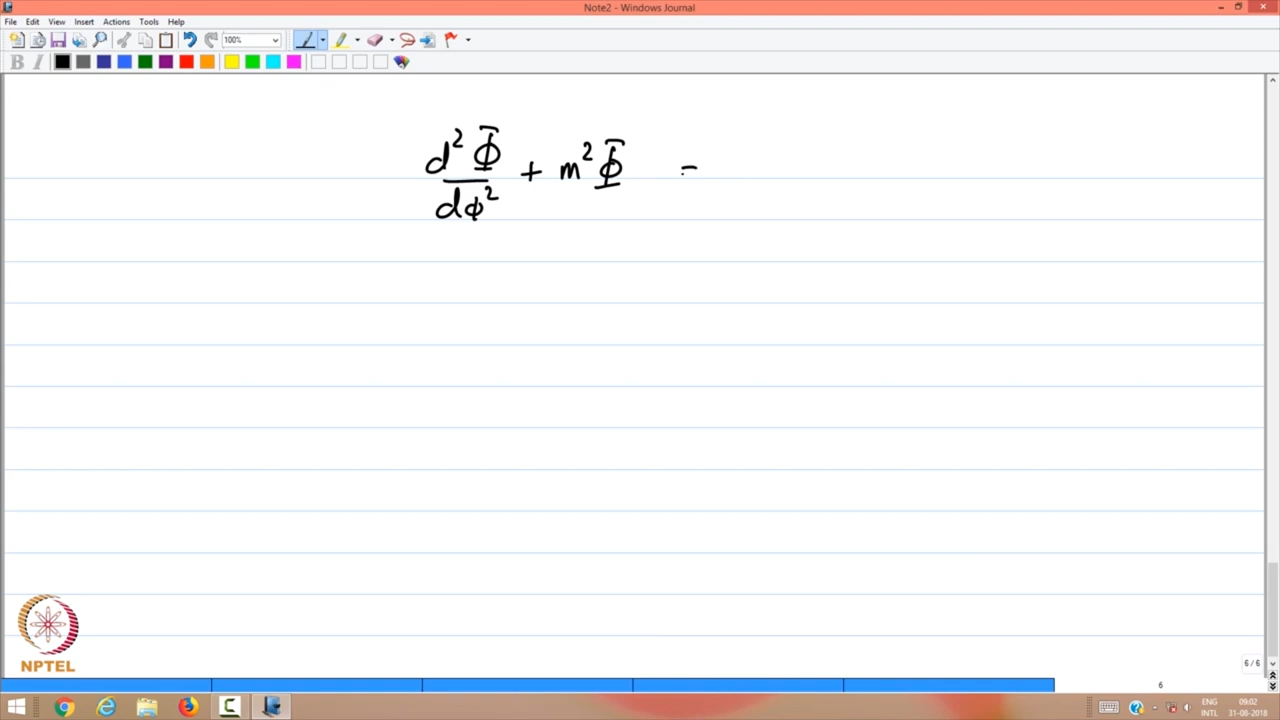 Note2 - Windows Journal
File Edit View Insert Actions Tools Help
100%
B I
d²Φ/dφ² + m²Φ =
NPTEL
6 / 6
6
ENG 09:02
INTL 31-08-2018